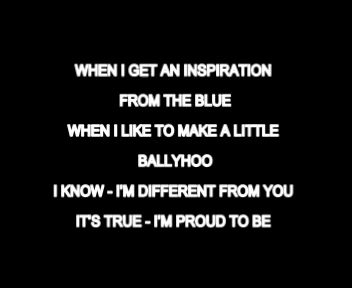 WHEN I GET AN INSPIRATION
FROM THE BLUE
WHEN I LIKE TO MAKE A LITTLE
BALLYHOO
I KNOW - I'M DIFFERENT FROM YOU
IT'S TRUE - I'M PROUD TO BE